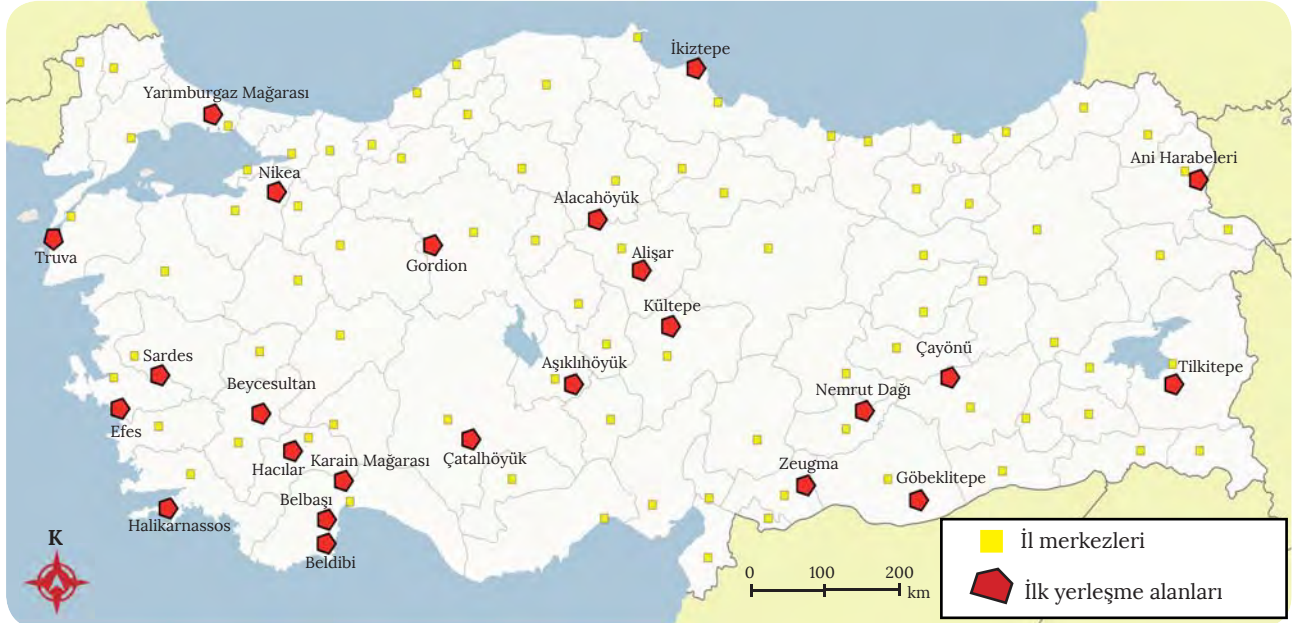 İkiztepe
Yarımburgaz Mağarası
Ani Harabeleri
Nikea
Alacahöyük
Truva
Gordion
Alişar
Kültepe
Sardes
Beycesultan
Aşıklıhöyük
Çayönü
Tilkitepe
Nemrut Dağı
Efes
Hacılar
Karain Mağarası
Çatalhöyük
Zeugma
Göbeklitepe
Belbaşı
Halikarnassos
Beldibi
K
0 100 200
km
İl merkezleri
İlk yerleşme alanları